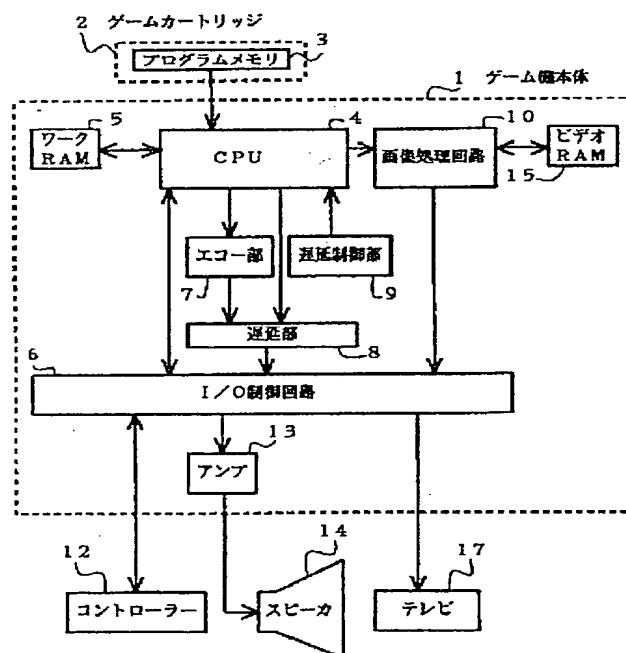 2 ゲームカートリッジ
プログラムメモリ 3
1 ゲーム機本体
5
ワーク
RAM
4
CPU
10
画像処理回路
ビデオ
RAM
15
エコー部
7
遅延制御部
9
遅延部
8
6
I/O制御回路
13
アンプ
12
コントローラー
14
スピーカ
17
テレビ